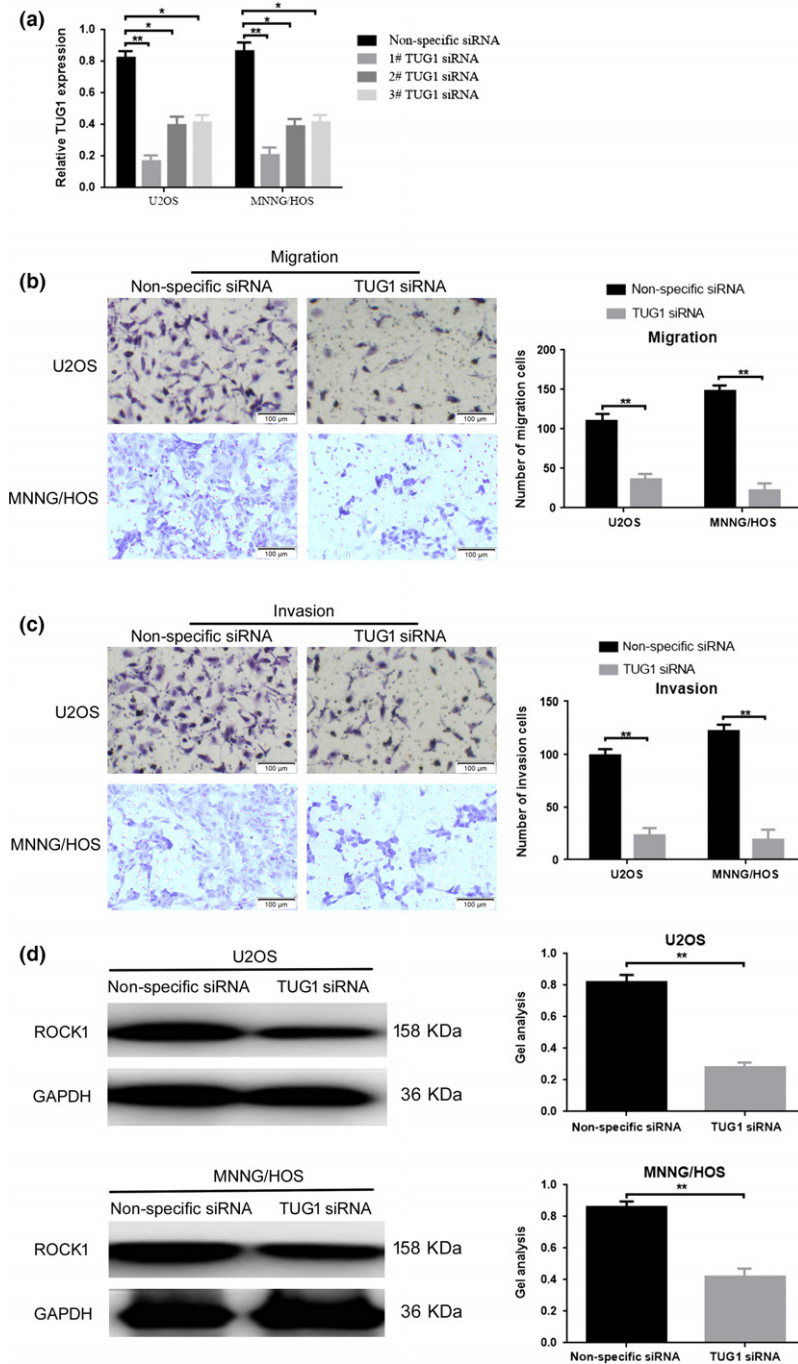 (a)
Relative TUG1 expression
1.0
0.8
0.6
0.4
0.2
0.0
** * *
** * *
U2OS MNNG/HOS
Non-specific siRNA
1# TUG1 siRNA
2# TUG1 siRNA
3# TUG1 siRNA
(b)
Migration
Non-specific siRNA TUG1 siRNA
U2OS
100 μm 100 μm
MNNG/HOS
100 μm 100 μm
Non-specific siRNA
TUG1 siRNA
Migration
Number of migration cells
200
150
100
50
0
** **
U2OS MNNG/HOS
(c)
Invasion
Non-specific siRNA TUG1 siRNA
U2OS
100 μm 100 μm
MNNG/HOS
100 μm 100 μm
Non-specific siRNA
TUG1 siRNA
Invasion
Number of invasion cells
150
100
50
0
** **
U2OS MNNG/HOS
(d)
U2OS
Non-specific siRNA TUG1 siRNA
ROCK1 158 KDa
GAPDH 36 KDa
U2OS
Gel analysis
1.0
0.8
0.6
0.4
0.2
0.0
**
Non-specific siRNA TUG1 siRNA
MNNG/HOS
Non-specific siRNA TUG1 siRNA
ROCK1 158 KDa
GAPDH 36 KDa
MNNG/HOS
Gel analysis
1.0
0.8
0.6
0.4
0.2
0.0
**
Non-specific siRNA TUG1 siRNA